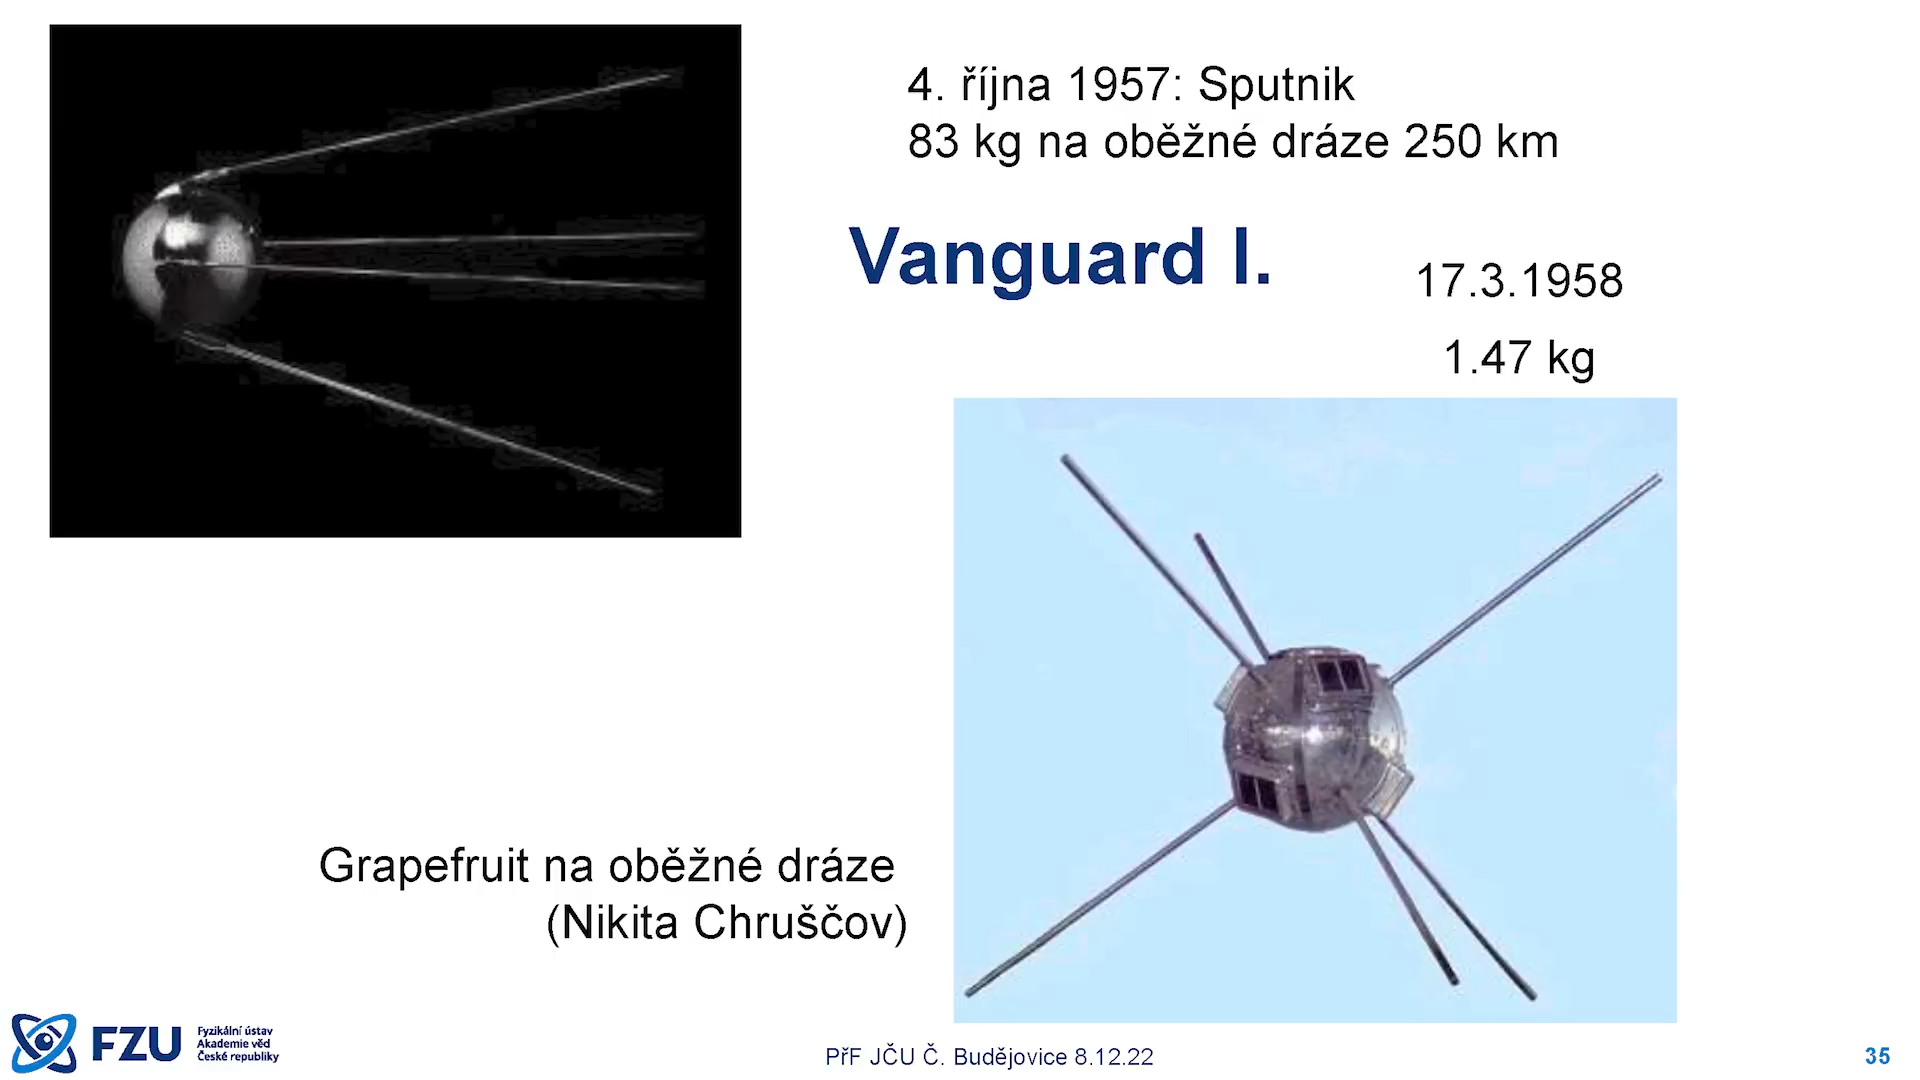 4. října 1957: Sputnik
83 kg na oběžné dráze 250 km
Vanguard I.
17.3.1958
1.47 kg
Grapefruit na oběžné dráze
(Nikita Chruščov)
FZU
Fyzikální ústav
Akademie věd
České republiky
PřF JČU Č. Budějovice 8.12.22
35